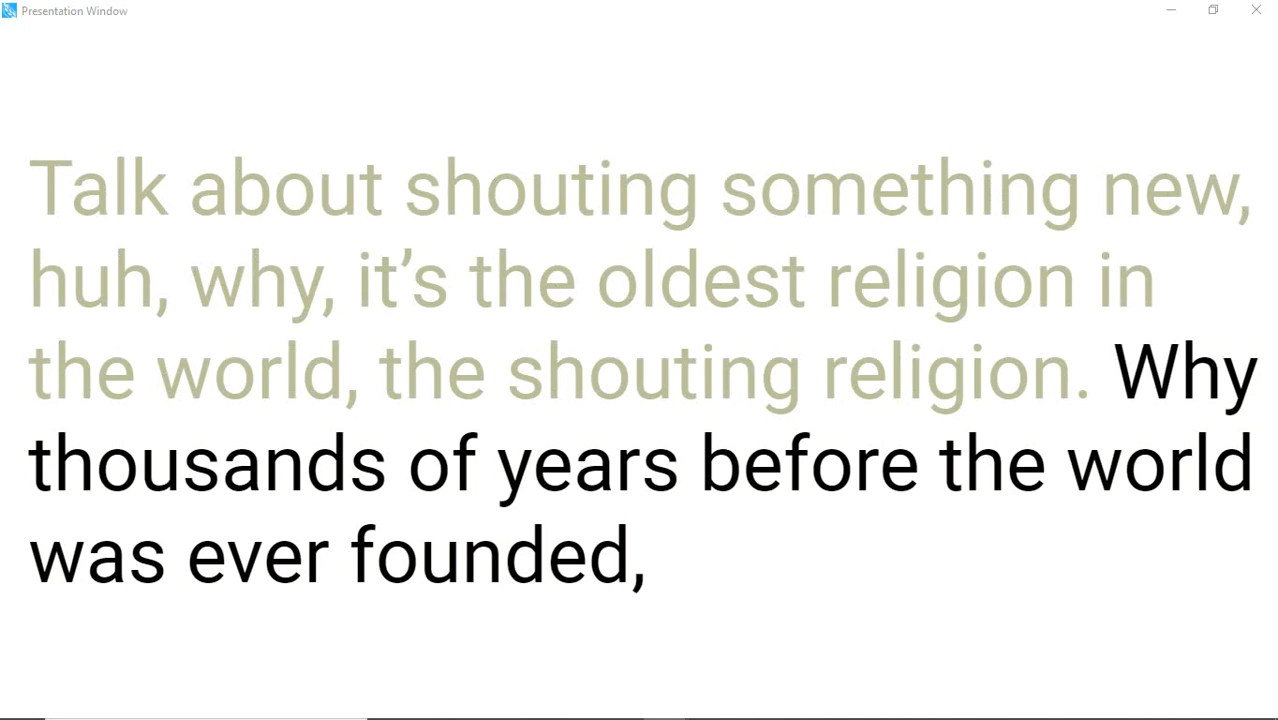 Presentation Window
Talk about shouting something new,
huh, why, it’s the oldest religion in
the world, the shouting religion. Why
thousands of years before the world
was ever founded,